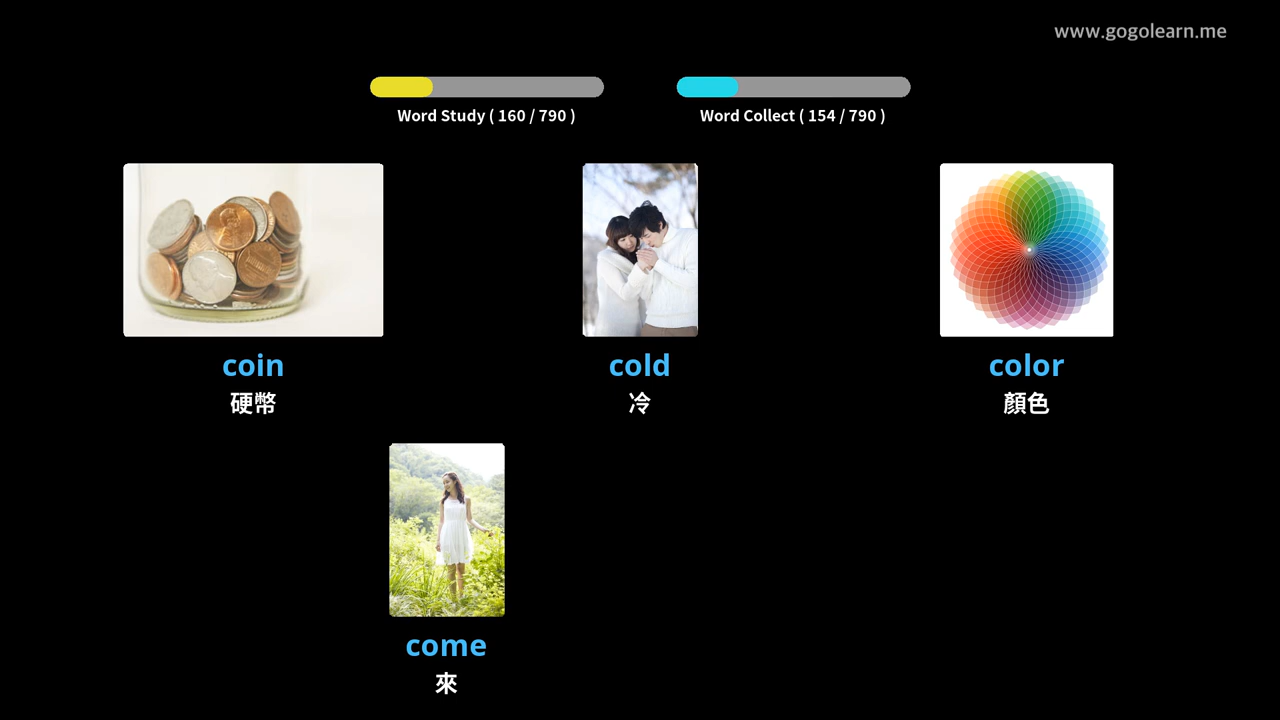 www.gogolearn.me
Word Study ( 160 / 790 )
Word Collect ( 154 / 790 )
coin
硬幣
cold
冷
color
顏色
come
來